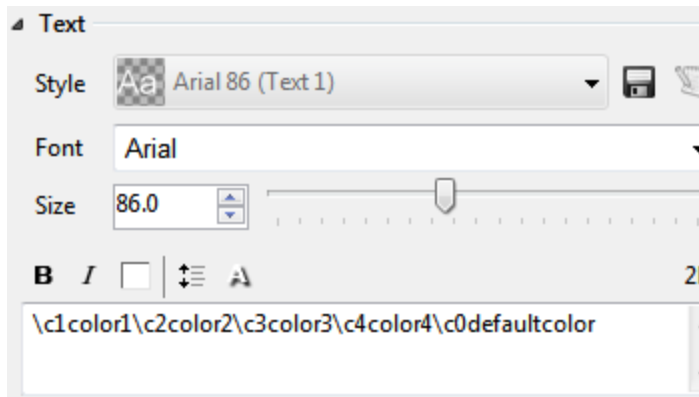 Text
Style
Aa Arial 86 (Text 1)
Font Arial
Size 86.0
B I A
\c1color1\c2color2\c3color3\c4color4\c0defaultcolor